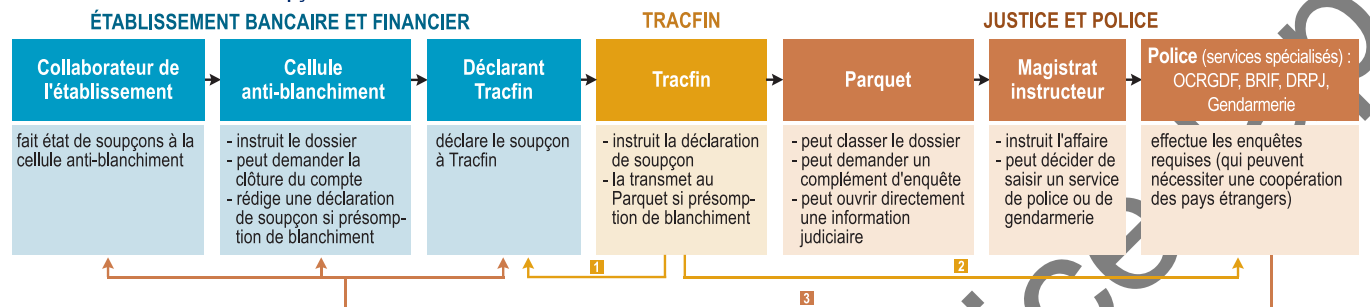 ÉTABLISSEMENT BANCAIRE ET FINANCIER
TRACFIN
JUSTICE ET POLICE
Collaborateur de
l'établissement
fait état de soupçons à la
cellule anti-blanchiment
Cellule
anti-blanchiment
- instruit le dossier
- peut demander la
clôture du compte
- rédige une déclaration
de soupçon si présomp-
tion de blanchiment
Déclarant
Tracfin
déclare le soupçon
à Tracfin
Tracfin
- instruit la déclaration
de soupçon
- la transmet au
Parquet si présomp-
tion de blanchiment
Parquet
- peut classer le dossier
- peut demander un
complément d'enquête
- peut ouvrir directement
une information
judiciaire
Magistrat
instructeur
- instruit l'affaire
- peut décider de
saisir un service
de police ou de
gendarmerie
Police (services spécialisés) :
OCRGDF, BRIF, DRPJ,
Gendarmerie
effectue les enquêtes
requises (qui peuvent
nécessiter une coopération
des pays étrangers)
1
2
3